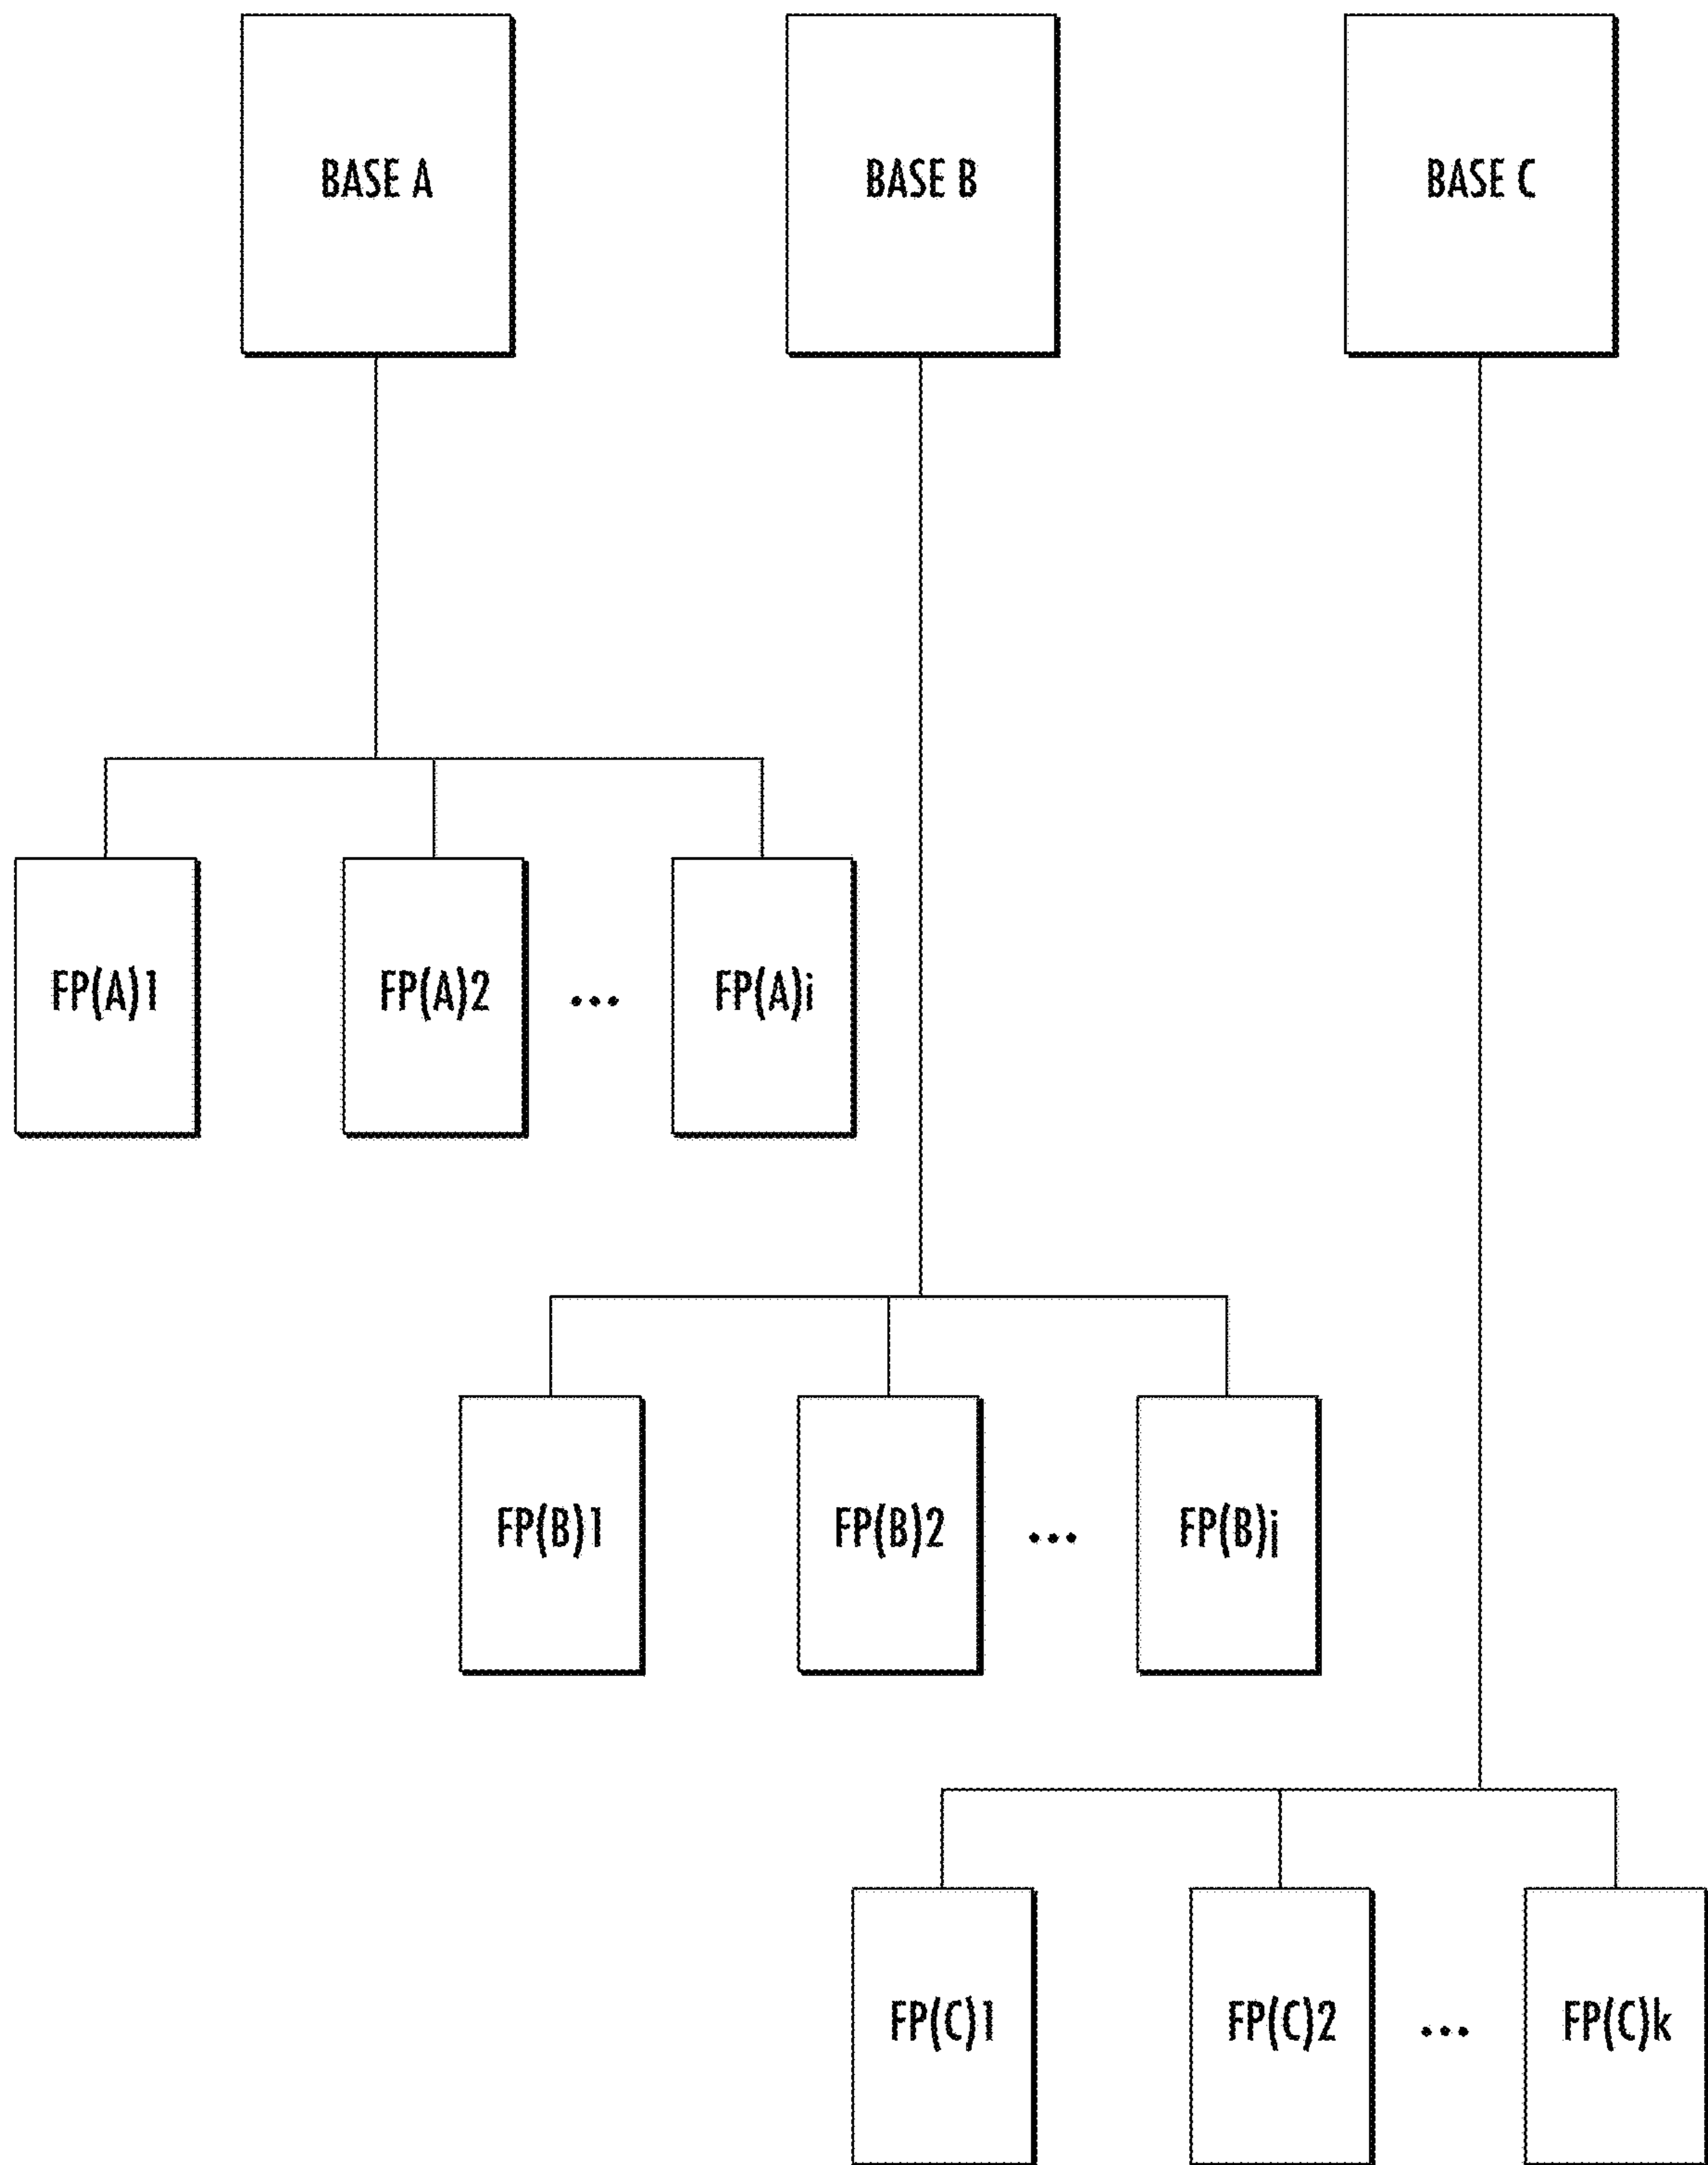 BASE A
BASE B
BASE C
FP(A)1
FP(A)2
...
FP(A)i
FP(B)1
FP(B)2
...
FP(B)j
FP(C)1
FP(C)2
...
FP(C)k